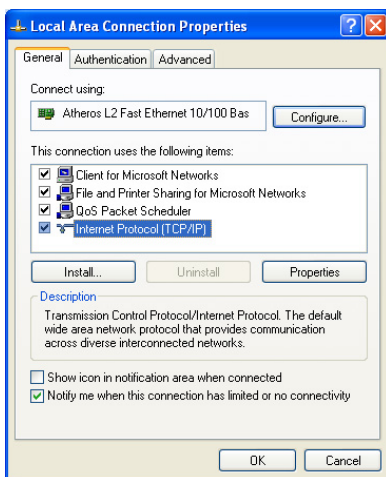 Local Area Connection Properties
General Authentication Advanced
Connect using:
Atheros L2 Fast Ethernet 10/100 Bas
Configure...
This connection uses the following items:
Client for Microsoft Networks
File and Printer Sharing for Microsoft Networks
QoS Packet Scheduler
Internet Protocol (TCP/IP)
Install... Uninstall Properties
Description
Transmission Control Protocol/Internet Protocol. The default
wide area network protocol that provides communication
across diverse interconnected networks.
Show icon in notification area when connected
Notify me when this connection has limited or no connectivity
OK Cancel